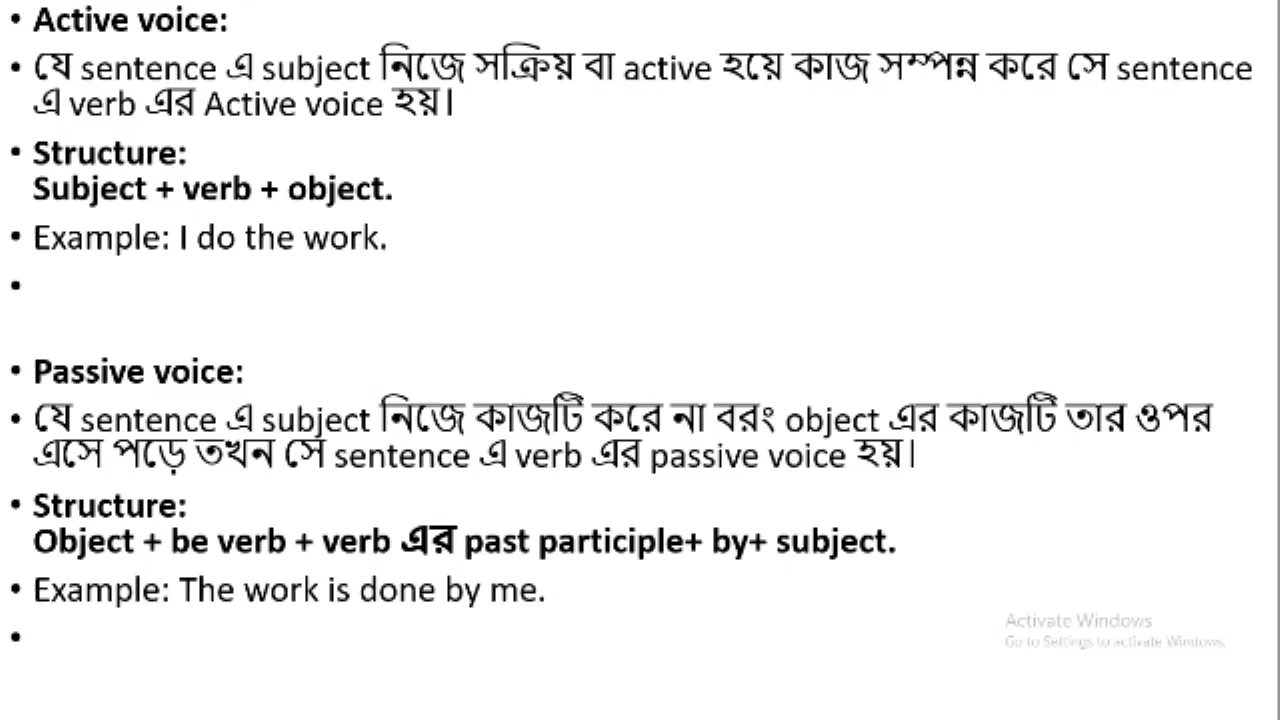 • Active voice:
• যে sentence এ subject নিজে সক্রিয় বা active হয়ে কাজ সম্পন্ন করে সে sentence
এ verb এর Active voice হয়।
• Structure:
Subject + verb + object.
• Example: I do the work.
•
• Passive voice:
• যে sentence এ subject নিজে কাজটি করে না বরং object এর কাজটি তার ওপর
এসে পড়ে তখন সে sentence এ verb এর passive voice হয়।
• Structure:
Object + be verb + verb এর past participle+ by+ subject.
• Example: The work is done by me.
•
Activate Windows
Go to Settings to activate Windows.